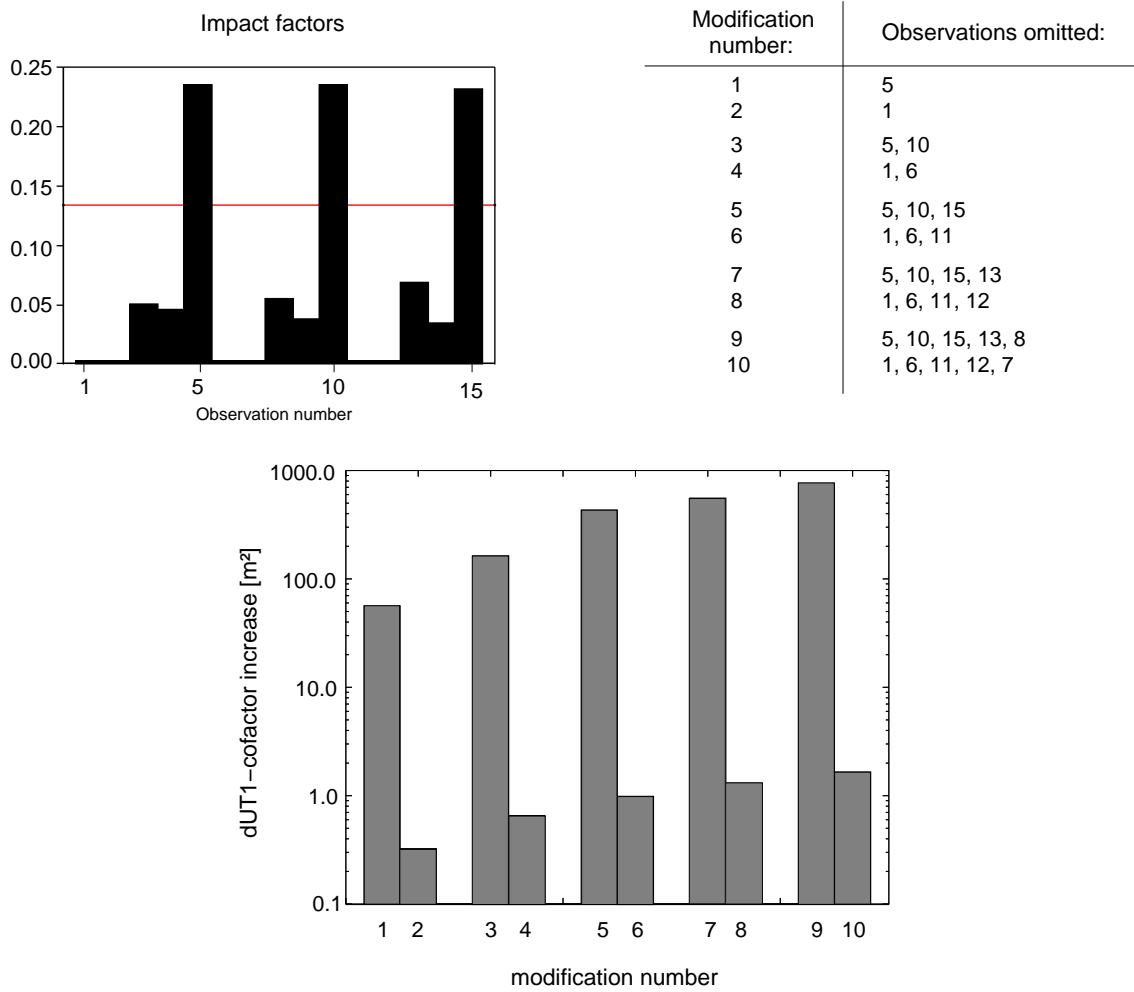 Impact factors
0.25
0.20
0.15
0.10
0.05
0.00
1 5 10 15
Observation number
Modification number: Observations omitted:
1 5
2 1
3 5, 10
4 1, 6
5 5, 10, 15
6 1, 6, 11
7 5, 10, 15, 13
8 1, 6, 11, 12
9 5, 10, 15, 13, 8
10 1, 6, 11, 12, 7
dUT1−cofactor increase [m²]
1000.0
100.0
10.0
1.0
0.1
1 2 3 4 5 6 7 8 9 10
modification number